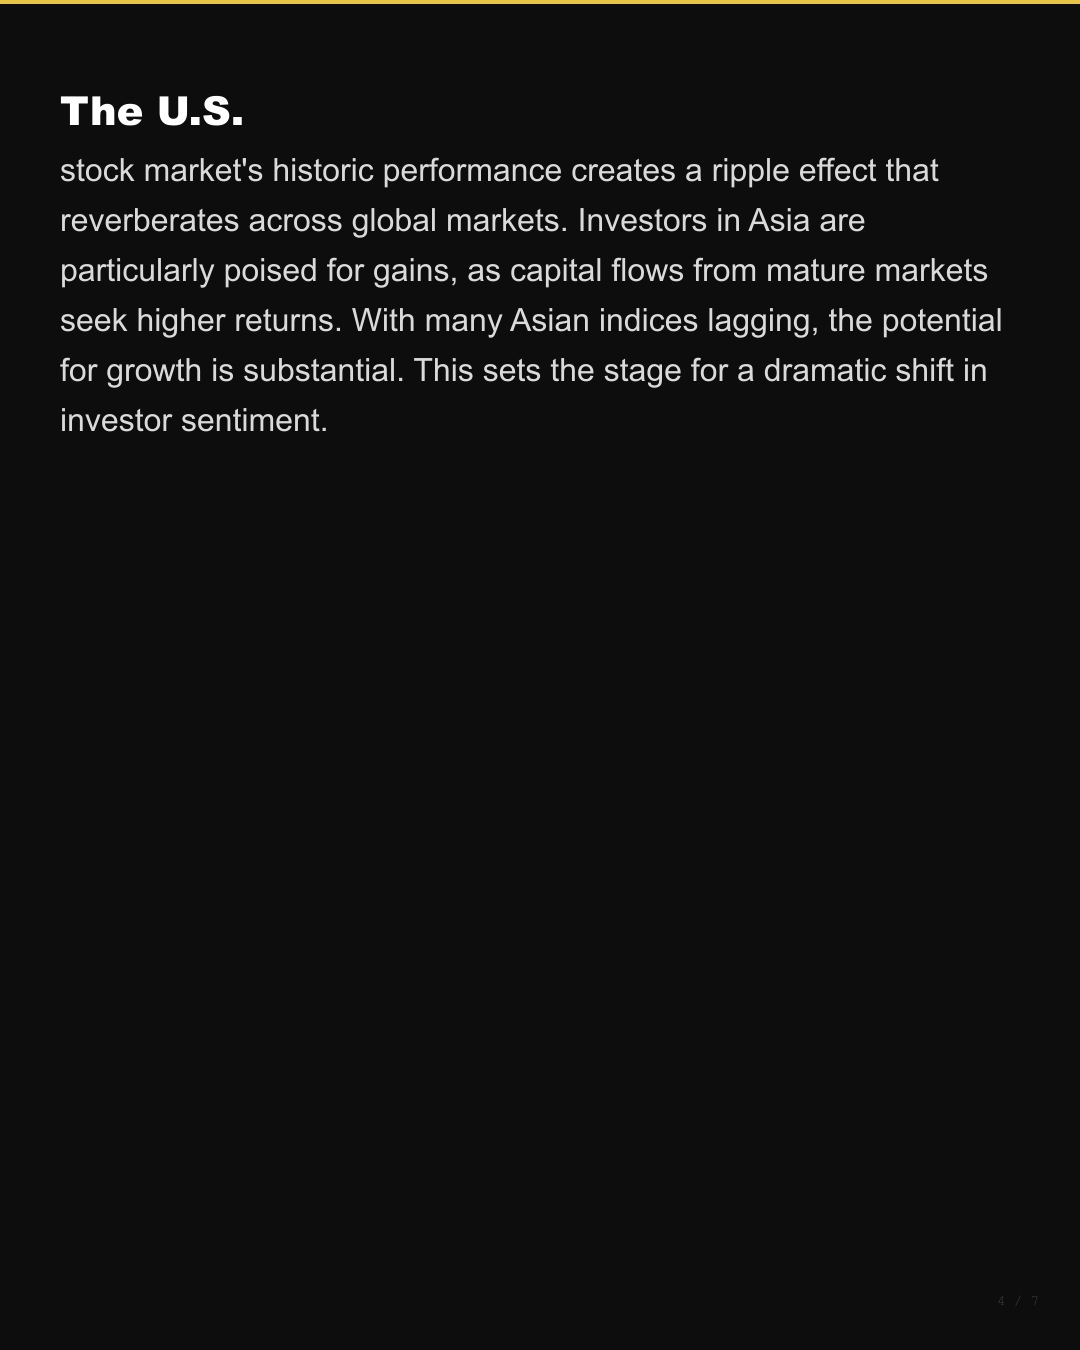 The U.S.
stock market's historic performance creates a ripple effect that
reverberates across global markets. Investors in Asia are
particularly poised for gains, as capital flows from mature markets
seek higher returns. With many Asian indices lagging, the potential
for growth is substantial. This sets the stage for a dramatic shift in
investor sentiment.
4 / 7